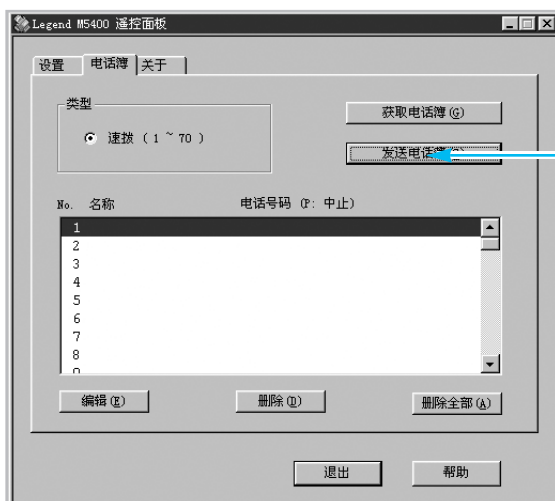 Legend M5400 遥控面板
设置 电话簿 关于
类型
速拨 ( 1 ~ 70 )
获取电话簿(G)
发送电话簿
No. 名称 电话号码 (P: 中止)
1
2
3
4
5
6
7
8
编辑(E) 删除(D) 删除全部(A)
退出 帮助